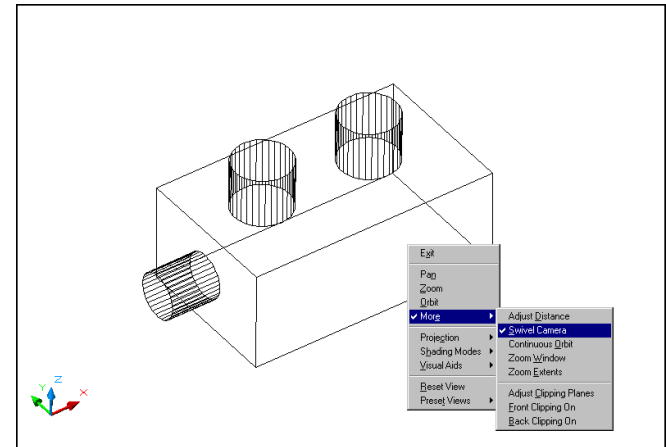 Exit
Pan
Zoom
Orbit
More
Projection
Shading Modes
Visual Aids
Reset View
Preset Views
Adjust Distance
Swivel Camera
Continuous Orbit
Zoom Window
Zoom Extents
Adjust Clipping Planes
Front Clipping On
Back Clipping On
Z
Y
X